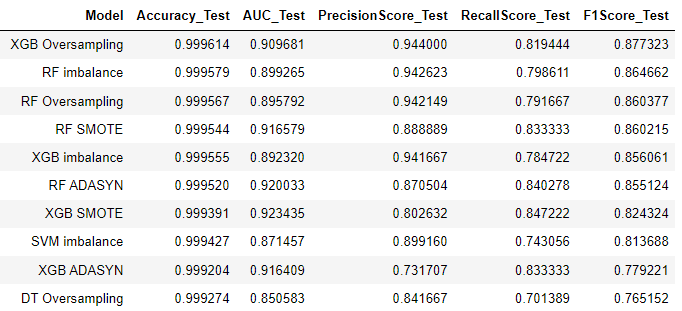 Model Accuracy_Test AUC_Test PrecisionScore_Test RecallScore_Test F1Score_Test
XGB Oversampling 0.999614 0.909681 0.944000 0.819444 0.877323
RF imbalance 0.999579 0.899265 0.942623 0.798611 0.864662
RF Oversampling 0.999567 0.895792 0.942149 0.791667 0.860377
RF SMOTE 0.999544 0.916579 0.888889 0.833333 0.860215
XGB imbalance 0.999555 0.892320 0.941667 0.784722 0.856061
RF ADASYN 0.999520 0.920033 0.870504 0.840278 0.855124
XGB SMOTE 0.999391 0.923435 0.802632 0.847222 0.824324
SVM imbalance 0.999427 0.871457 0.899160 0.743056 0.813688
XGB ADASYN 0.999204 0.916409 0.731707 0.833333 0.779221
DT Oversampling 0.999274 0.850583 0.841667 0.701389 0.765152